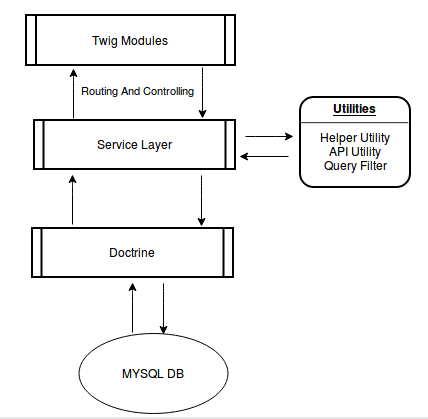 Twig Modules
Routing And Controlling
Utilities
Service Layer
Helper Utility
API Utility
Query Filter
Doctrine
MYSQL DB